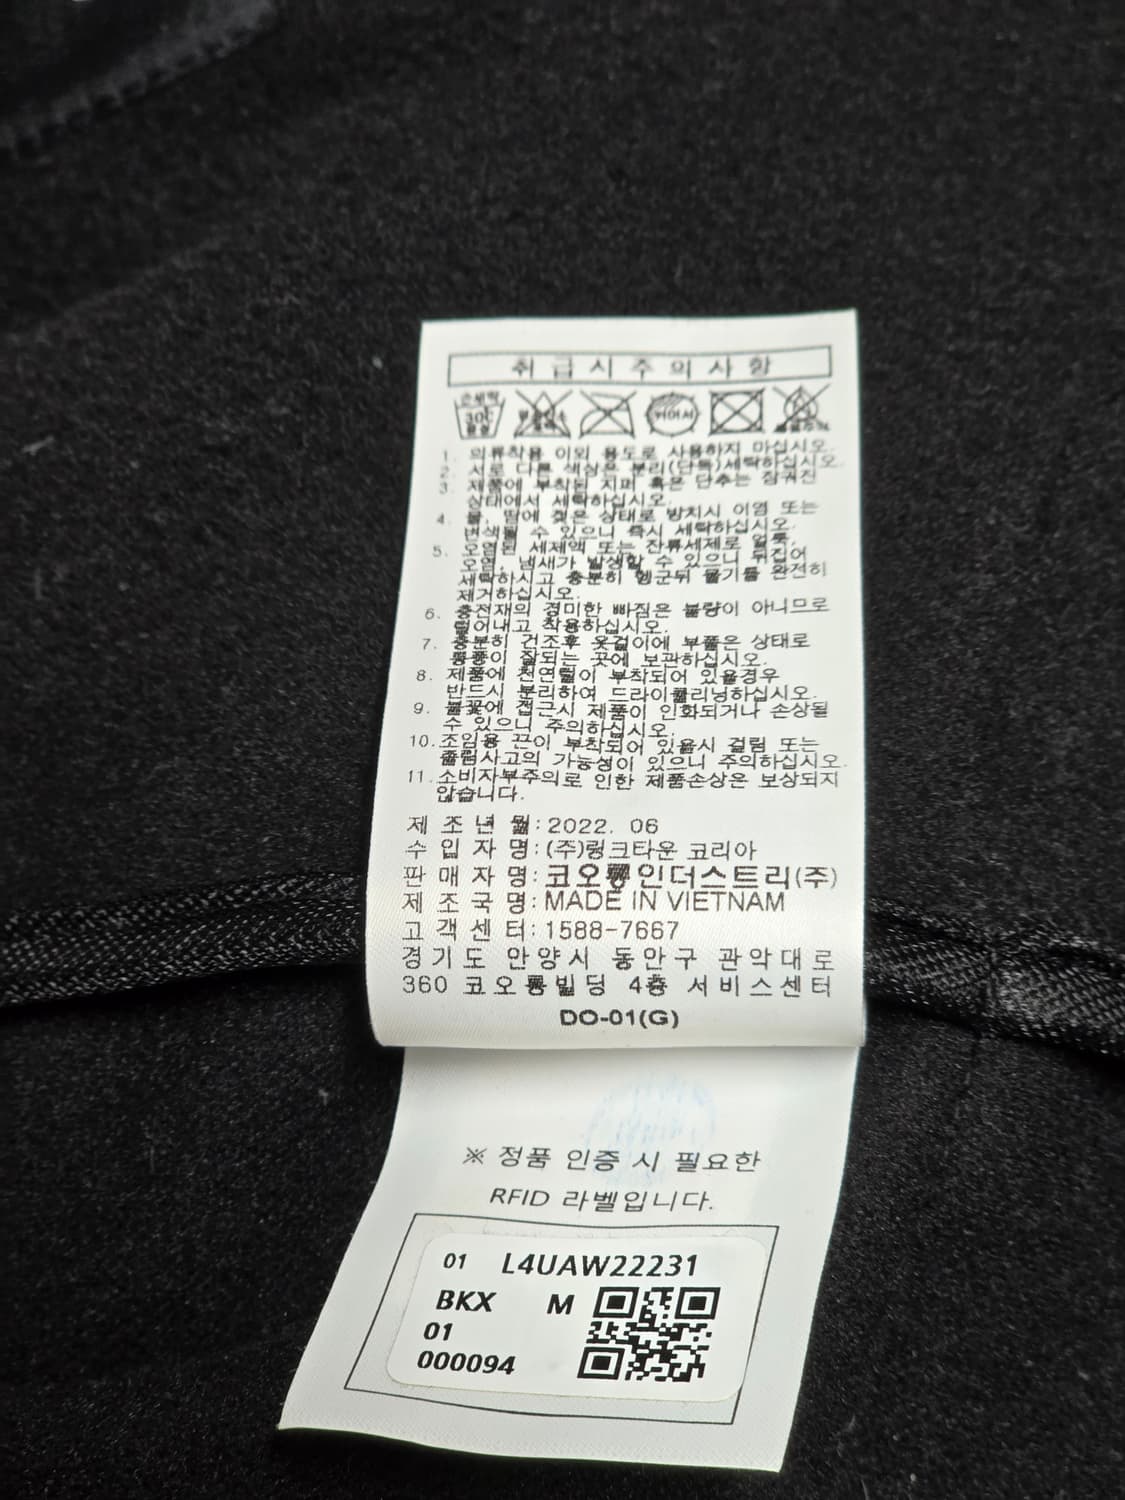 취급시주의사항
손세탁
30℃
중성
뉘어서
1. 의류착용 이외 용도로 사용하지 마십시오.
2. 서로 다른 색상은 분리(단독)세탁하십시오.
3. 제품에 부착된 지퍼 혹은 단추는 잠궈진
상태에서 세탁하십시오.
4. 물, 땀에 젖은 상태로 방치시 이염 또는
변색될 수 있으니 즉시 세탁하십시오.
5. 오염된 세제액 또는 잔류세제로 얼룩,
오염, 냄새가 발생할 수 있으니 뒤집어
세탁하시고 충분히 헹군뒤 물기를 완전히
제거하십시오.
6. 충전재의 경미한 빠짐은 불량이 아니므로
털어내고 착용하십시오.
7. 충분히 건조후 옷걸이에 부풀은 상태로
통풍이 잘되는 곳에 보관하십시오.
8. 제품에 천연털이 부착되어 있을경우
반드시 분리하여 드라이클리닝하십시오.
9. 불꽃에 접근시 제품이 인화되거나 손상될
수 있으니 주의하십시오.
10. 조임용 끈이 부착되어 있을시 걸림 또는
졸림사고의 가능성이 있으니 주의하십시오.
11. 소비자부주의로 인한 제품손상은 보상되지
않습니다.
제 조 년 월: 2022. 06
수 입 자 명: (주)링크타운 코리아
판 매 자 명: 코오롱인더스트리(주)
제 조 국 명: MADE IN VIETNAM
고 객 센 터: 1588-7667
경기도 안양시 동안구 관악대로
360 코오롱빌딩 4층 서비스센터
DO-01(G)
※ 정품 인증 시 필요한
RFID 라벨입니다.
01 L4UAW22231
BKX M
01
000094